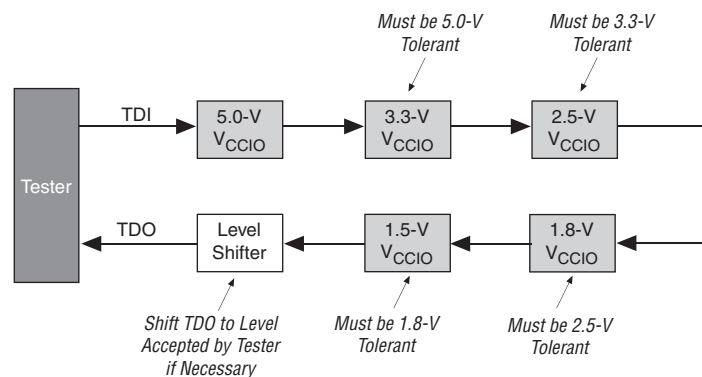 Must be 5.0-V
Tolerant
Must be 3.3-V
Tolerant
Tester
TDI
5.0-V
VCCIO
3.3-V
VCCIO
2.5-V
VCCIO
TDO
Level
Shifter
1.5-V
VCCIO
1.8-V
VCCIO
Shift TDO to Level
Accepted by Tester
if Necessary
Must be 1.8-V
Tolerant
Must be 2.5-V
Tolerant